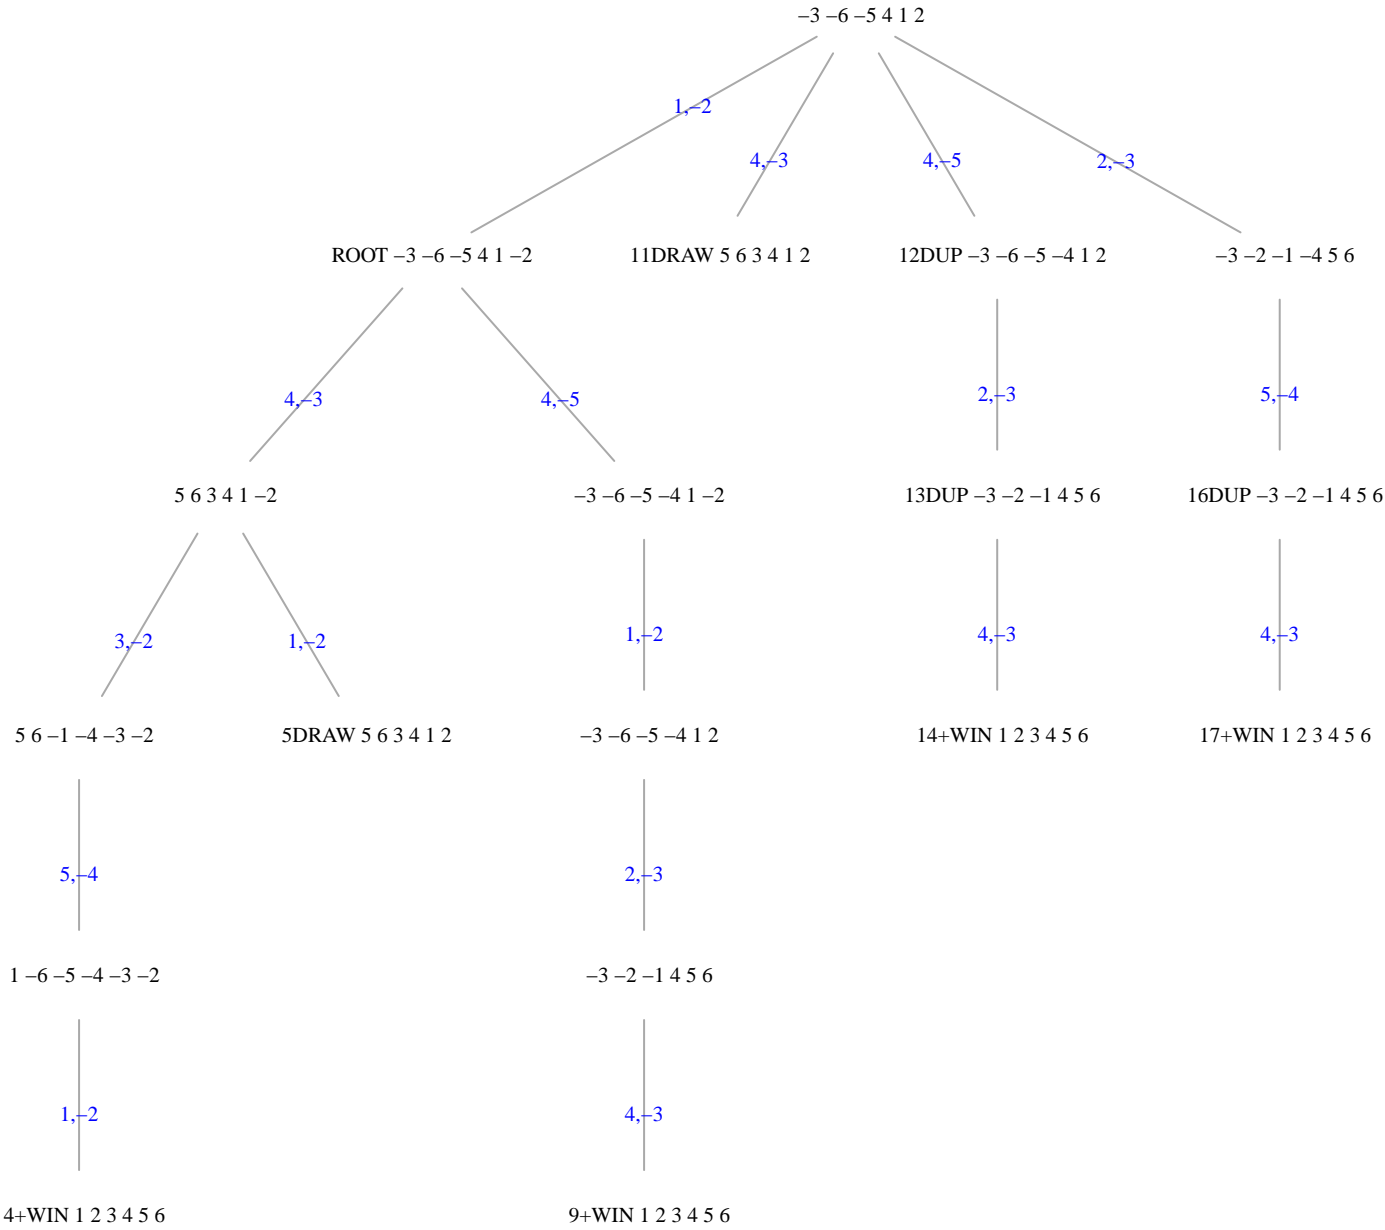 −3 −6 −5 4 1 2
1,−2
4,−3
4,−5
2,−3
ROOT −3 −6 −5 4 1 −2
11DRAW 5 6 3 4 1 2
12DUP −3 −6 −5 −4 1 2
−3 −2 −1 −4 5 6
4,−3
4,−5
2,−3
5,−4
5 6 3 4 1 −2
−3 −6 −5 −4 1 −2
13DUP −3 −2 −1 4 5 6
16DUP −3 −2 −1 4 5 6
3,−2
1,−2
1,−2
4,−3
4,−3
5 6 −1 −4 −3 −2
5DRAW 5 6 3 4 1 2
−3 −6 −5 −4 1 2
14+WIN 1 2 3 4 5 6
17+WIN 1 2 3 4 5 6
5,−4
2,−3
1 −6 −5 −4 −3 −2
−3 −2 −1 4 5 6
1,−2
4,−3
4+WIN 1 2 3 4 5 6
9+WIN 1 2 3 4 5 6